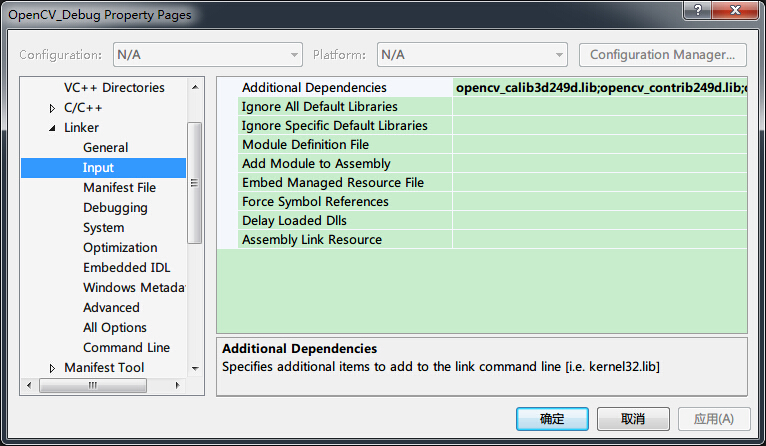 OpenCV_Debug Property Pages
Configuration: N/A Platform: N/A Configuration Manager...
VC++ Directories
C/C++
Linker
General
Input
Manifest File
Debugging
System
Optimization
Embedded IDL
Windows Metada
Advanced
All Options
Command Line
Manifest Tool
Additional Dependencies opencv_calib3d249d.lib;opencv_contrib249d.lib;
Ignore All Default Libraries
Ignore Specific Default Libraries
Module Definition File
Add Module to Assembly
Embed Managed Resource File
Force Symbol References
Delay Loaded Dlls
Assembly Link Resource
Additional Dependencies
Specifies additional items to add to the link command line [i.e. kernel32.lib]
确定 取消 应用(A)